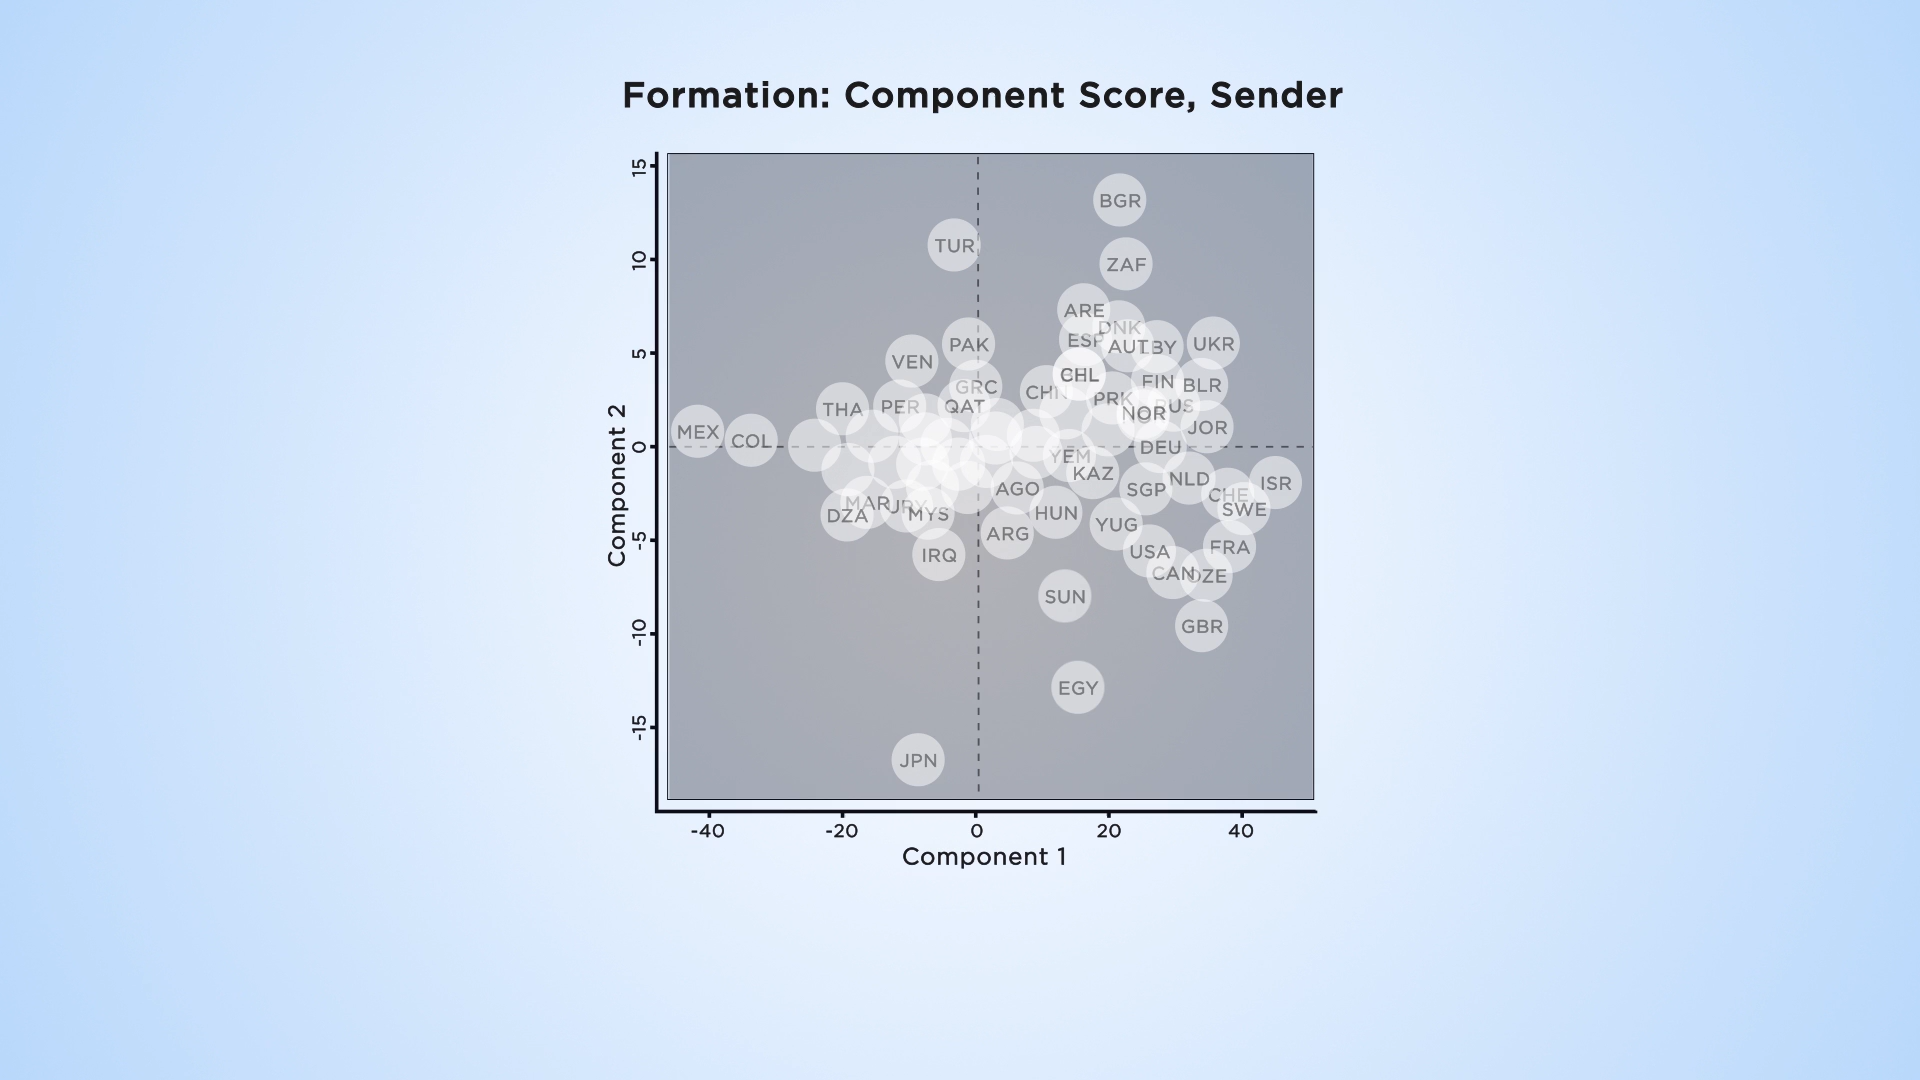 Formation: Component Score, Sender
15
10
5
0
-5
-10
-15
Component 2
BGR
TUR
ZAF
ARE
DNK
ESP
AUT
UKR
PAK
VEN
CHL
FIN
BLR
GRC
CHN
PRK
THA
PER
QAT
NOR
RUS
JOR
MEX
COL
DEU
YEM
KAZ
AGO
SGP
NLD
ISR
CHE
SWE
MAR
DZA
MYS
HUN
YUG
ARG
IRQ
USA
FRA
CAN
CZE
SUN
GBR
EGY
JPN
-40 -20 0 20 40
Component 1